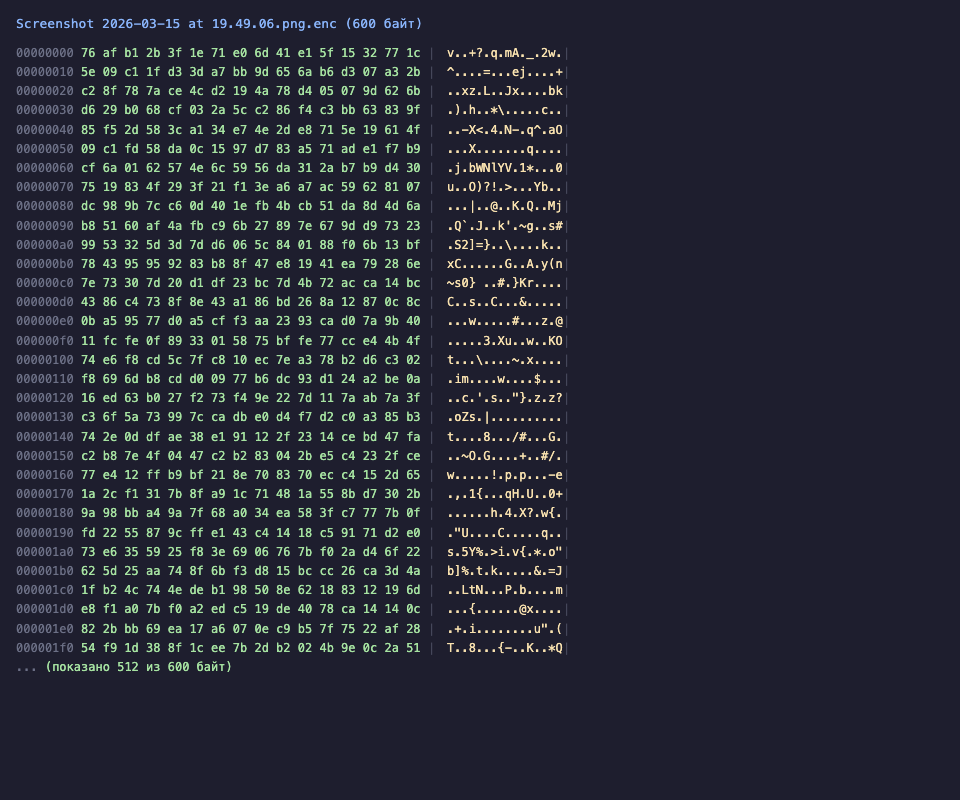 Screenshot 2026-03-15 at 19.49.06.png.enc (600 байт)
00000000 76 af b1 2b 3f 1e 71 e0 6d 41 e1 5f 15 32 77 1c | v..+?.q.mA._.2w.|
00000010 5e 09 c1 1f d3 3d a7 bb 9d 65 6a b6 d3 07 a3 2b | ^....=...ej....+|
00000020 c2 8f 78 7a ce 4c d2 19 4a 78 d4 05 07 9d 62 6b | ..xz.L..Jx....bk|
00000030 d6 29 b0 68 cf 03 2a 5c c2 86 f4 c3 bb 63 83 9f | .).h..*\.....c..|
00000040 85 f5 2d 58 3c a1 34 e7 4e 2d e8 71 5e 19 61 4f | ..-X<.4.N-.q^.aO|
00000050 09 c1 fd 58 da 0c 15 97 d7 83 a5 71 ad e1 f7 b9 | ...X.......q....|
00000060 cf 6a 01 62 57 4e 6c 59 56 da 31 2a b7 b9 d4 30 | .j.bWNlYV.1*...0|
00000070 75 19 83 4f 29 3f 21 f1 3e a6 a7 ac 59 62 81 07 | u..O)?!.>...Yb..|
00000080 dc 98 9b 7c c6 0d 40 1e fb 4b cb 51 da 8d 4d 6a | ...|..@..K.Q..Mj|
00000090 b8 51 60 af 4a fb c9 6b 27 89 7e 67 9d d9 73 23 | .Q`.J..k'.~g..s#|
000000a0 99 53 32 5d 3d 7d d6 06 5c 84 01 88 f0 6b 13 bf | .S2]=}..\....k..|
000000b0 78 43 95 95 92 83 b8 8f 47 e8 19 41 ea 79 28 6e | xC......G..A.y(n|
000000c0 7e 73 30 7d 20 d1 df 23 bc 7d 4b 72 ac ca 14 bc | ~s0} ..#.}Kr....|
000000d0 43 86 c4 73 8f 8e 43 a1 86 bd 26 8a 12 87 0c 8c | C..s..C...&.....|
000000e0 0b a5 95 77 d0 a5 cf f3 aa 23 93 ca d0 7a 9b 40 | ...w.....#...z.@|
000000f0 11 fc fe 0f 89 33 01 58 75 bf fe 77 cc e4 4b 4f | .....3.Xu..w..KO|
00000100 74 e6 f8 cd 5c 7f c8 10 ec 7e a3 78 b2 d6 c3 02 | t...\....~.x....|
00000110 f8 69 6d b8 cd d0 09 77 b6 dc 93 d1 24 a2 be 0a | .im....w....$...|
00000120 16 ed 63 b0 27 f2 73 f4 9e 22 7d 11 7a ab 7a 3f | ..c.'.s.."}.z.z?|
00000130 c3 6f 5a 73 99 7c ca db e0 d4 f7 d2 c0 a3 85 b3 | .oZs.|..........|
00000140 74 2e 0d df ae 38 e1 91 12 2f 23 14 ce bd 47 fa | t....8.../#...G.|
00000150 c2 b8 7e 4f 04 47 c2 b2 83 04 2b e5 c4 23 2f ce | ..~O.G....+..#/.|
00000160 77 e4 12 ff b9 bf 21 8e 70 83 70 ec c4 15 2d 65 | w.....!.p.p...-e|
00000170 1a 2c f1 31 7b 8f a9 1c 71 48 1a 55 8b d7 30 2b | .,.1{...qH.U..0+|
00000180 9a 98 bb a4 9a 7f 68 a0 34 ea 58 3f c7 77 7b 0f | ......h.4.X?.w{.|
00000190 fd 22 55 87 9c ff e1 43 c4 14 18 c5 91 71 d2 e0 | ."U....C.....q..|
000001a0 73 e6 35 59 25 f8 3e 69 06 76 7b f0 2a d4 6f 22 | s.5Y%.>i.v{.*.o"|
000001b0 62 5d 25 aa 74 8f 6b f3 d8 15 bc cc 26 ca 3d 4a | b]%.t.k.....&.=J|
000001c0 1f b2 4c 74 4e de b1 98 50 8e 62 18 83 12 19 6d | ..LtN...P.b....m|
000001d0 e8 f1 a0 7b f0 a2 ed c5 19 de 40 78 ca 14 14 0c | ...{......@x....|
000001e0 82 2b bb 69 ea 17 a6 07 0e c9 b5 7f 75 22 af 28 | .+.i........u".(|
000001f0 54 f9 1d 38 8f 1c ee 7b 2d b2 02 4b 9e 0c 2a 51 | T..8...{-..K..*Q|
... (показано 512 из 600 байт)